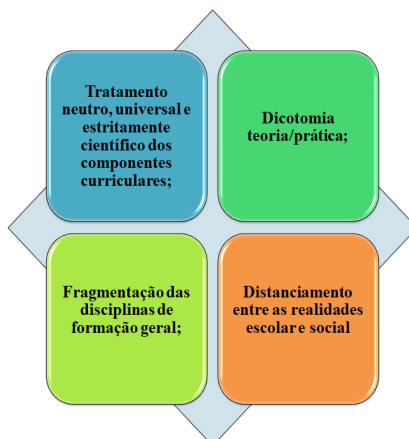 Tratamento
neutro, universal e
estritamente
científico dos
componentes
curriculares;
Dicotomia
teoria/prática;
Fragmentação das
disciplinas de
formação geral;
Distanciamento
entre as realidades
escolar e social